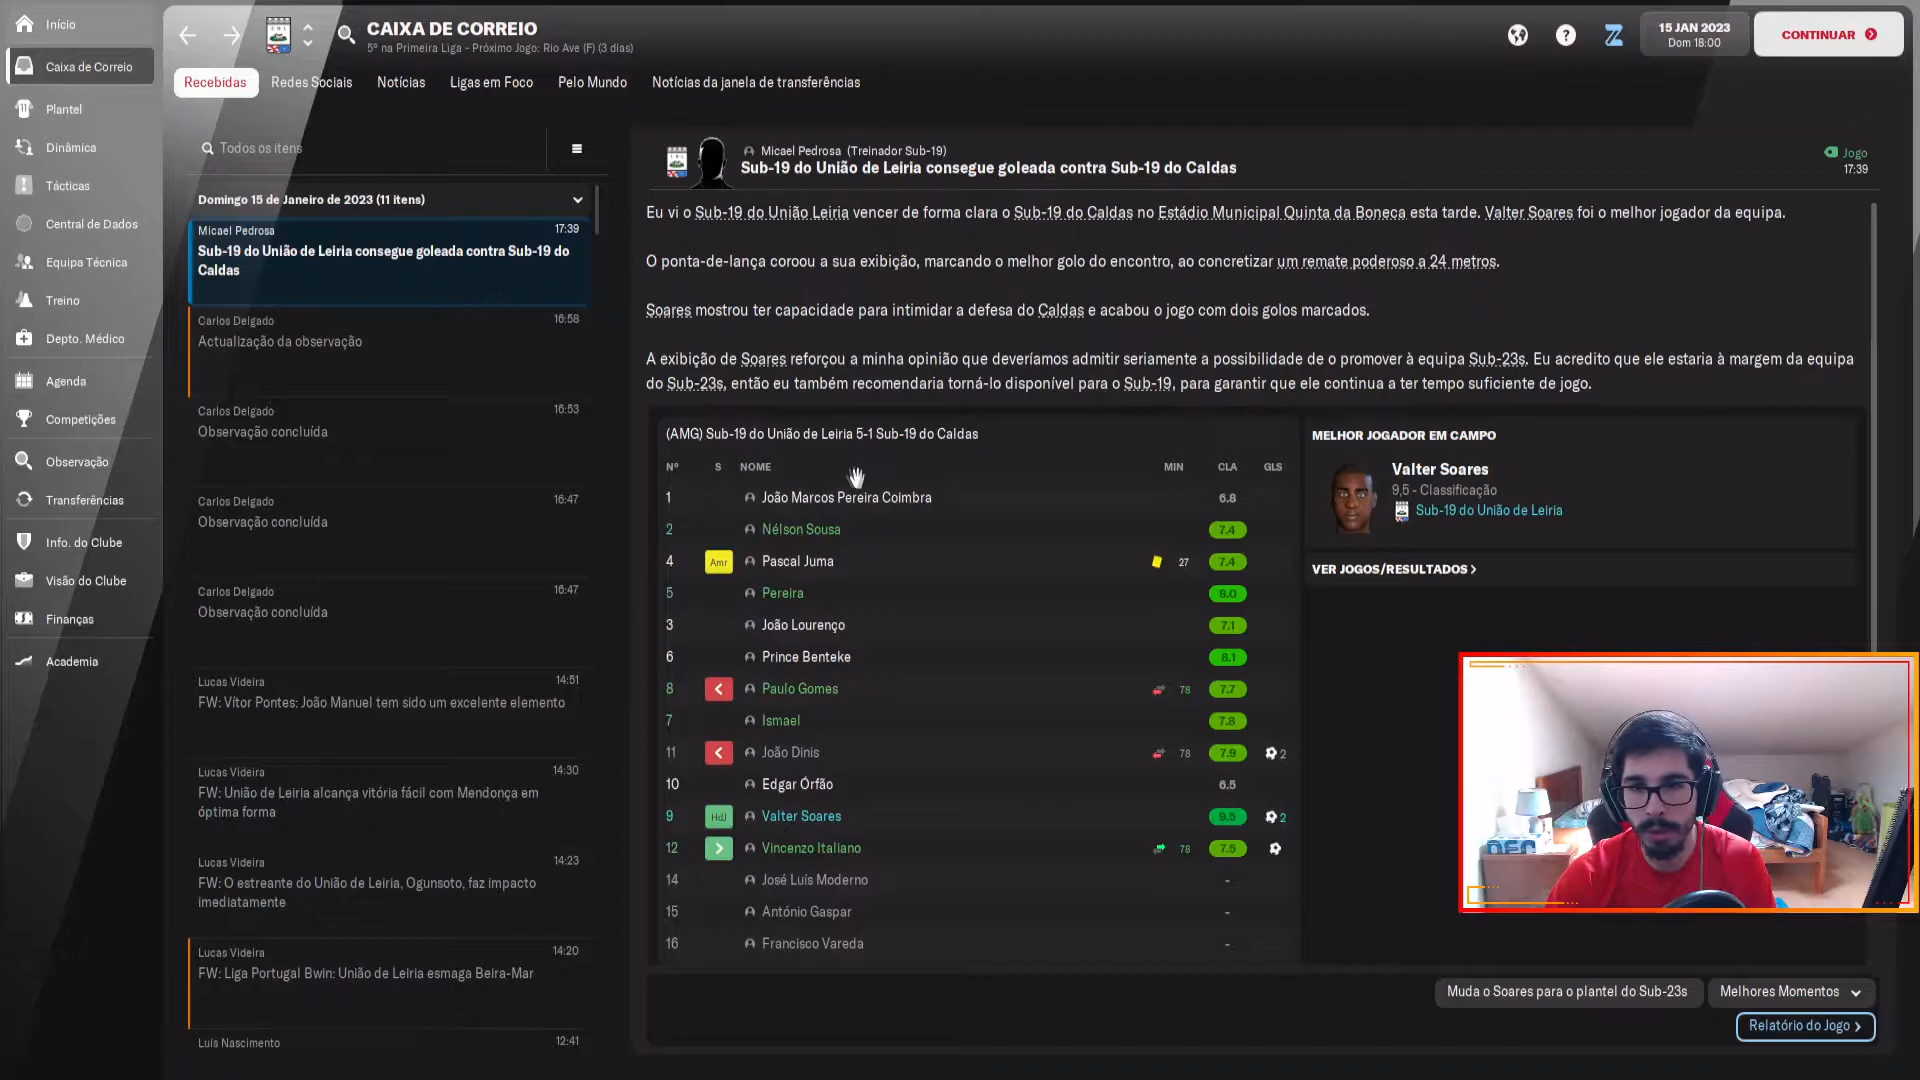 Início
Caixa de Correio
Plantel
Dinâmica
Tácticas
Central de Dados
Equipa Técnica
Treino
Depto. Médico
Agenda
Competições
Observação
Transferências
Info. do Clube
Visão do Clube
Finanças
Academia
CAIXA DE CORREIO
5º na Primeira Liga - Próximo Jogo: Rio Ave (F) (3 dias)
15 JAN 2023
Dom 18:00
CONTINUAR
Recebidas
Redes Sociais
Notícias
Ligas em Foco
Pelo Mundo
Notícias da janela de transferências
Todos os itens
Domingo 15 de Janeiro de 2023 (11 itens)
Micael Pedrosa 17:39
Sub-19 do União de Leiria consegue goleada contra Sub-19 do
Caldas
Carlos Delgado 16:58
Actualização da observação
Carlos Delgado 16:53
Observação concluída
Carlos Delgado 16:47
Observação concluída
Carlos Delgado 16:47
Observação concluída
Lucas Videira 14:51
FW: Vítor Pontes: João Manuel tem sido um excelente elemento
Lucas Videira 14:30
FW: União de Leiria alcança vitória fácil com Mendonça em
óptima forma
Lucas Videira 14:23
FW: O estreante do União de Leiria, Ogunsoto, faz impacto
imediatamente
Lucas Videira 14:20
FW: Liga Portugal Bwin: União de Leiria esmaga Beira-Mar
Luís Nascimento 12:41
Micael Pedrosa (Treinador Sub-19)
Sub-19 do União de Leiria consegue goleada contra Sub-19 do Caldas
Jogo
17:39
Eu vi o Sub-19 do União Leiria vencer de forma clara o Sub-19 do Caldas no Estádio Municipal Quinta da Boneca esta tarde. Valter Soares foi o melhor jogador da equipa.
O ponta-de-lança coroou a sua exibição, marcando o melhor golo do encontro, ao concretizar um remate poderoso a 24 metros.
Soares mostrou ter capacidade para intimidar a defesa do Caldas e acabou o jogo com dois golos marcados.
A exibição de Soares reforçou a minha opinião que deveríamos admitir seriamente a possibilidade de o promover à equipa Sub-23s. Eu acredito que ele estaria à margem da equipa
do Sub-23s, então eu também recomendaria torná-lo disponível para o Sub-19, para garantir que ele continua a ter tempo suficiente de jogo.
(AMG) Sub-19 do União de Leiria 5-1 Sub-19 do Caldas
Nº S NOME MIN CLA GLS
1 João Marcos Pereira Coimbra 6.8
2 Nélson Sousa 7.4
4 Amr Pascal Juma 27 7.4
5 Pereira 8.0
3 João Lourenço 7.1
6 Prince Benteke 8.1
8 Paulo Gomes 78 7.7
7 Ismael 7.8
11 João Dinis 78 7.9 2
10 Edgar Órfão 6.5
9 HdJ Valter Soares 9.5 2
12 Vincenzo Italiano 78 7.5
14 José Luís Moderno -
15 António Gaspar -
16 Francisco Vareda -
MELHOR JOGADOR EM CAMPO
Valter Soares
9,5 - Classificação
Sub-19 do União de Leiria
VER JOGOS/RESULTADOS >
Muda o Soares para o plantel do Sub-23s
Melhores Momentos
Relatório do Jogo >